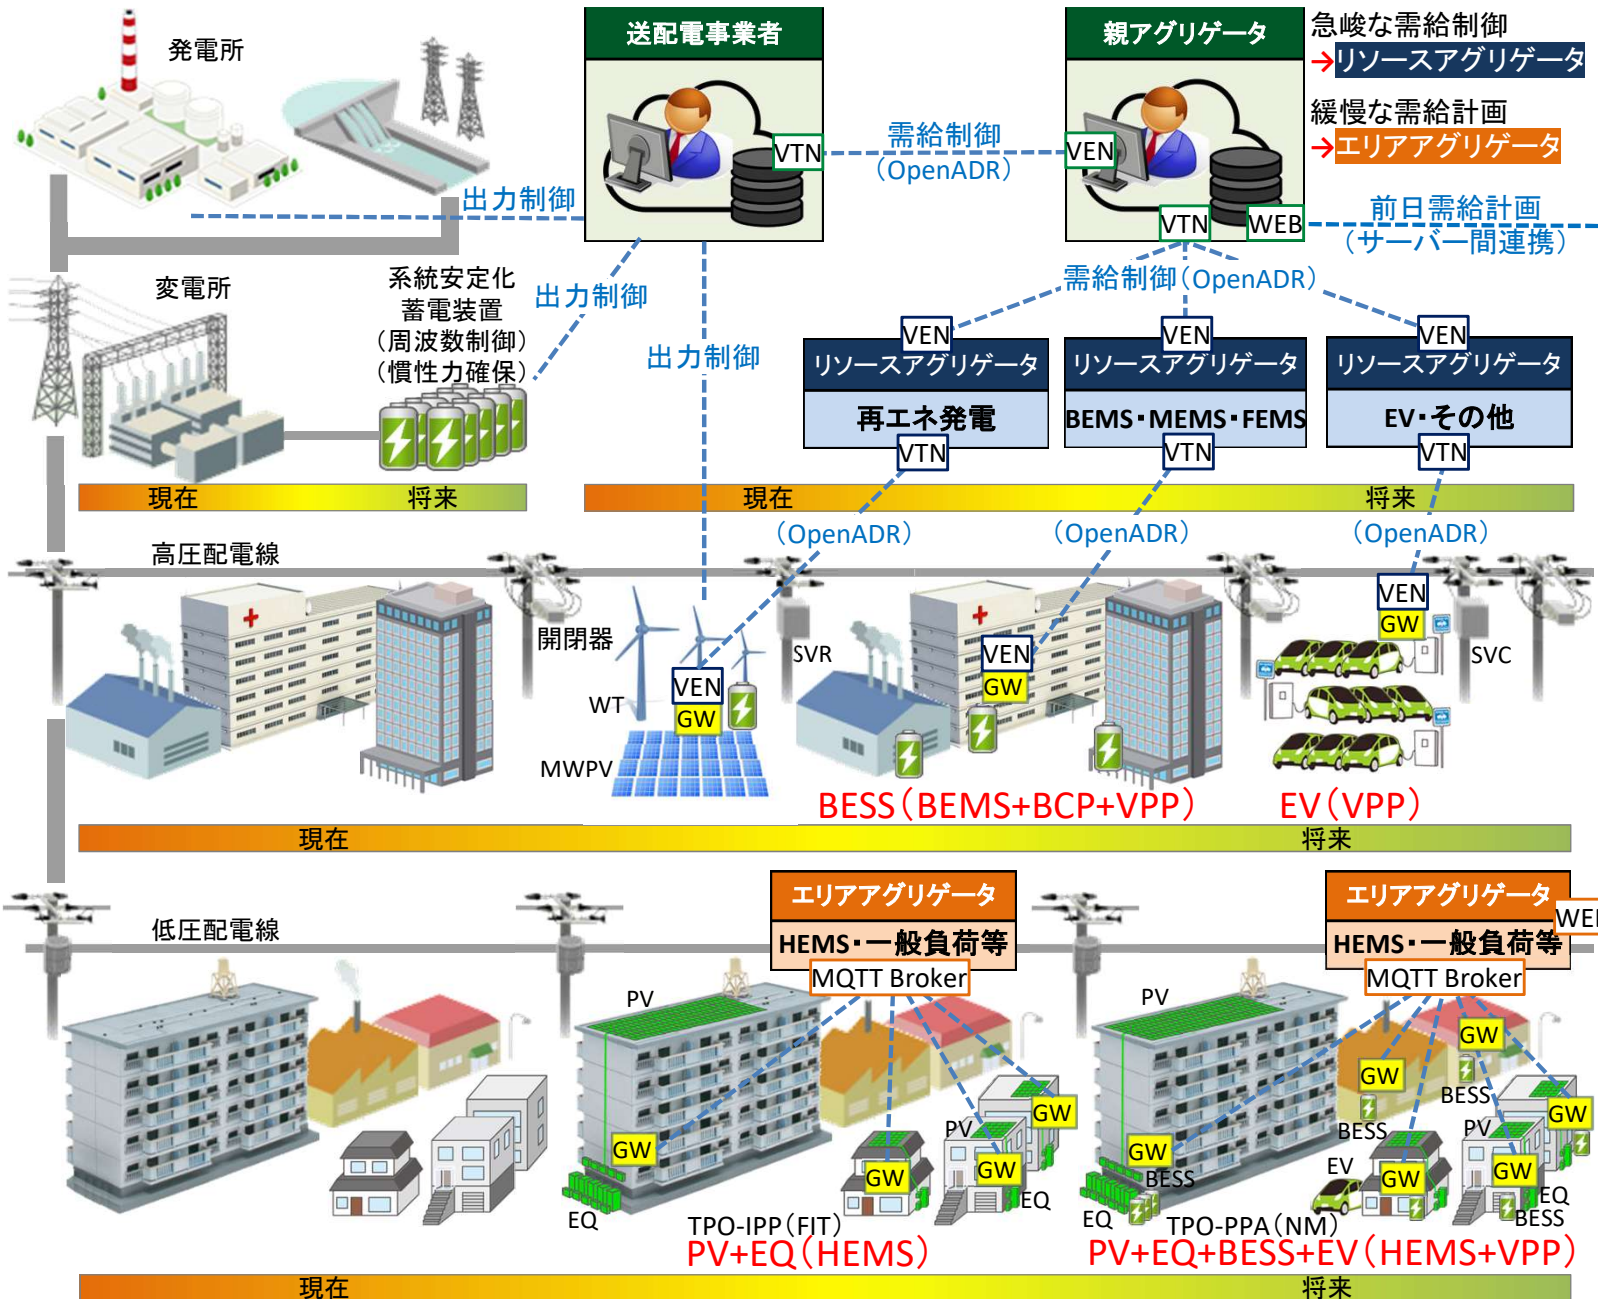 発電所
送配電事業者
親アグリゲータ
急峻な需給制御
→リソースアグリゲータ
緩慢な需給計画
→エリアアグリゲータ
VTN
需給制御
（OpenADR）
VEN
出力制御
VTN
WEB
前日需給計画
（サーバー間連携）
変電所
系統安定化
蓄電装置
（周波数制御）
（慣性力確保）
出力制御
出力制御
需給制御（OpenADR）
VEN
リソースアグリゲータ
再エネ発電
VTN
VEN
リソースアグリゲータ
BEMS・MEMS・FEMS
VTN
VEN
リソースアグリゲータ
EV・その他
VTN
現在
将来
現在
将来
（OpenADR）
（OpenADR）
（OpenADR）
高圧配電線
開閉器
WT
MWPV
VEN
GW
SVR
VEN
GW
VEN
GW
SVC
BESS（BEMS+BCP+VPP）
EV（VPP）
現在
将来
低圧配電線
エリアアグリゲータ
HEMS・一般負荷等
MQTT Broker
エリアアグリゲータ
HEMS・一般負荷等
MQTT Broker
PV
GW
EQ
GW
PV
GW
GW
EQ
TPO-IPP（FIT）
PV+EQ（HEMS）
PV
GW
BESS
EQ
GW
BESS
GW
BESS
EV
GW
PV
GW
GW
EQ
BESS
TPO-PPA（NM）
PV+EQ+BESS+EV（HEMS+VPP）
現在
将来